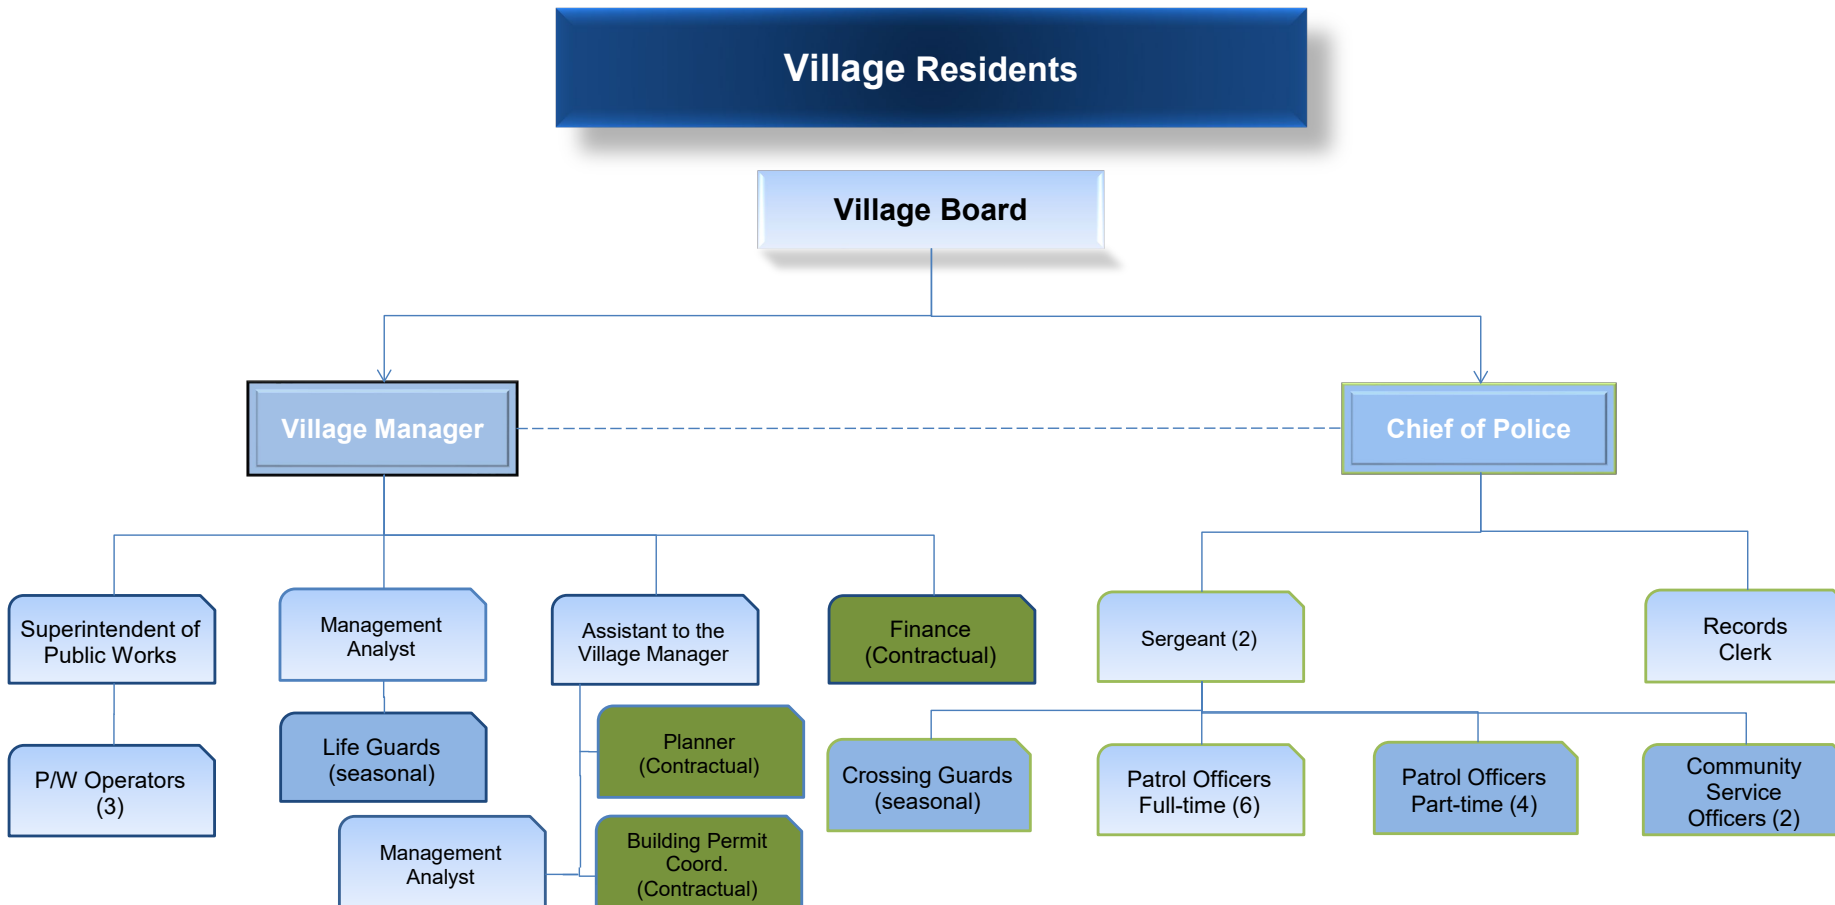 Village Residents
Village Board
Village Manager
Chief of Police
Superintendent of
Public Works
Management
Analyst
Assistant to the
Village Manager
Finance
(Contractual)
Sergeant (2)
Records
Clerk
P/W Operators
(3)
Life Guards
(seasonal)
Planner
(Contractual)
Crossing Guards
(seasonal)
Patrol Officers
Full-time (6)
Patrol Officers
Part-time (4)
Community
Service
Officers (2)
Management
Analyst
Building Permit
Coord.
(Contractual)